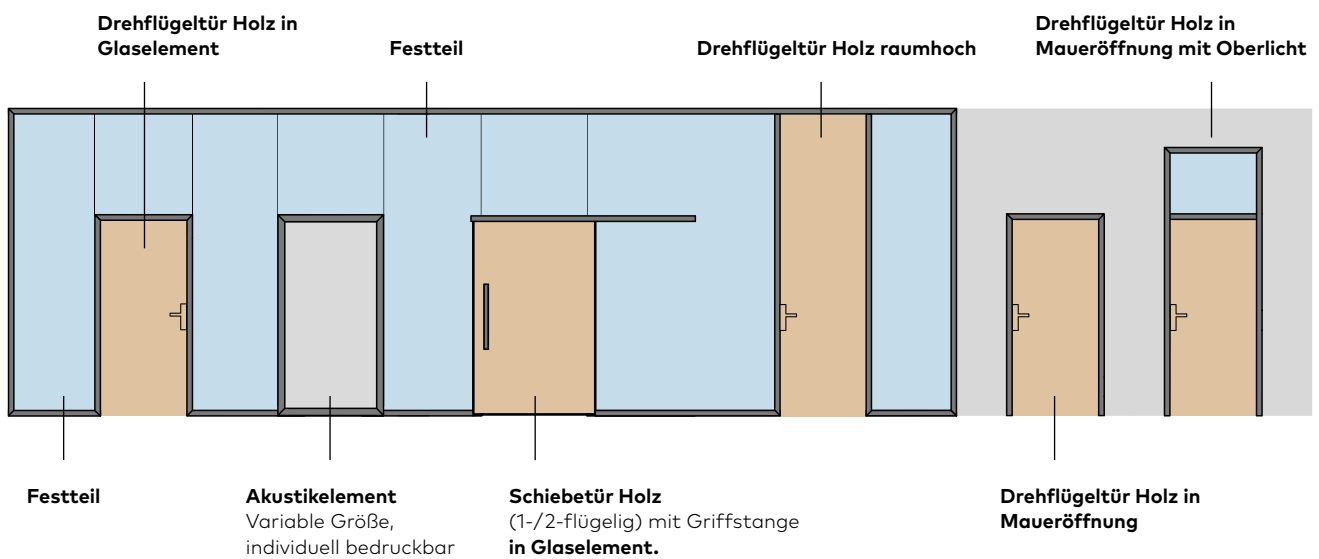 Drehflügeltür Holz in
Glaselement
Festteil
Drehflügeltür Holz raumhoch
Drehflügeltür Holz in
Maueröffnung mit Oberlicht
Festteil
Akustikelement
Variable Größe,
individuell bedruckbar
Schiebetür Holz
(1-/2-flügelig) mit Griffstange
in Glaselement.
Drehflügeltür Holz in
Maueröffnung